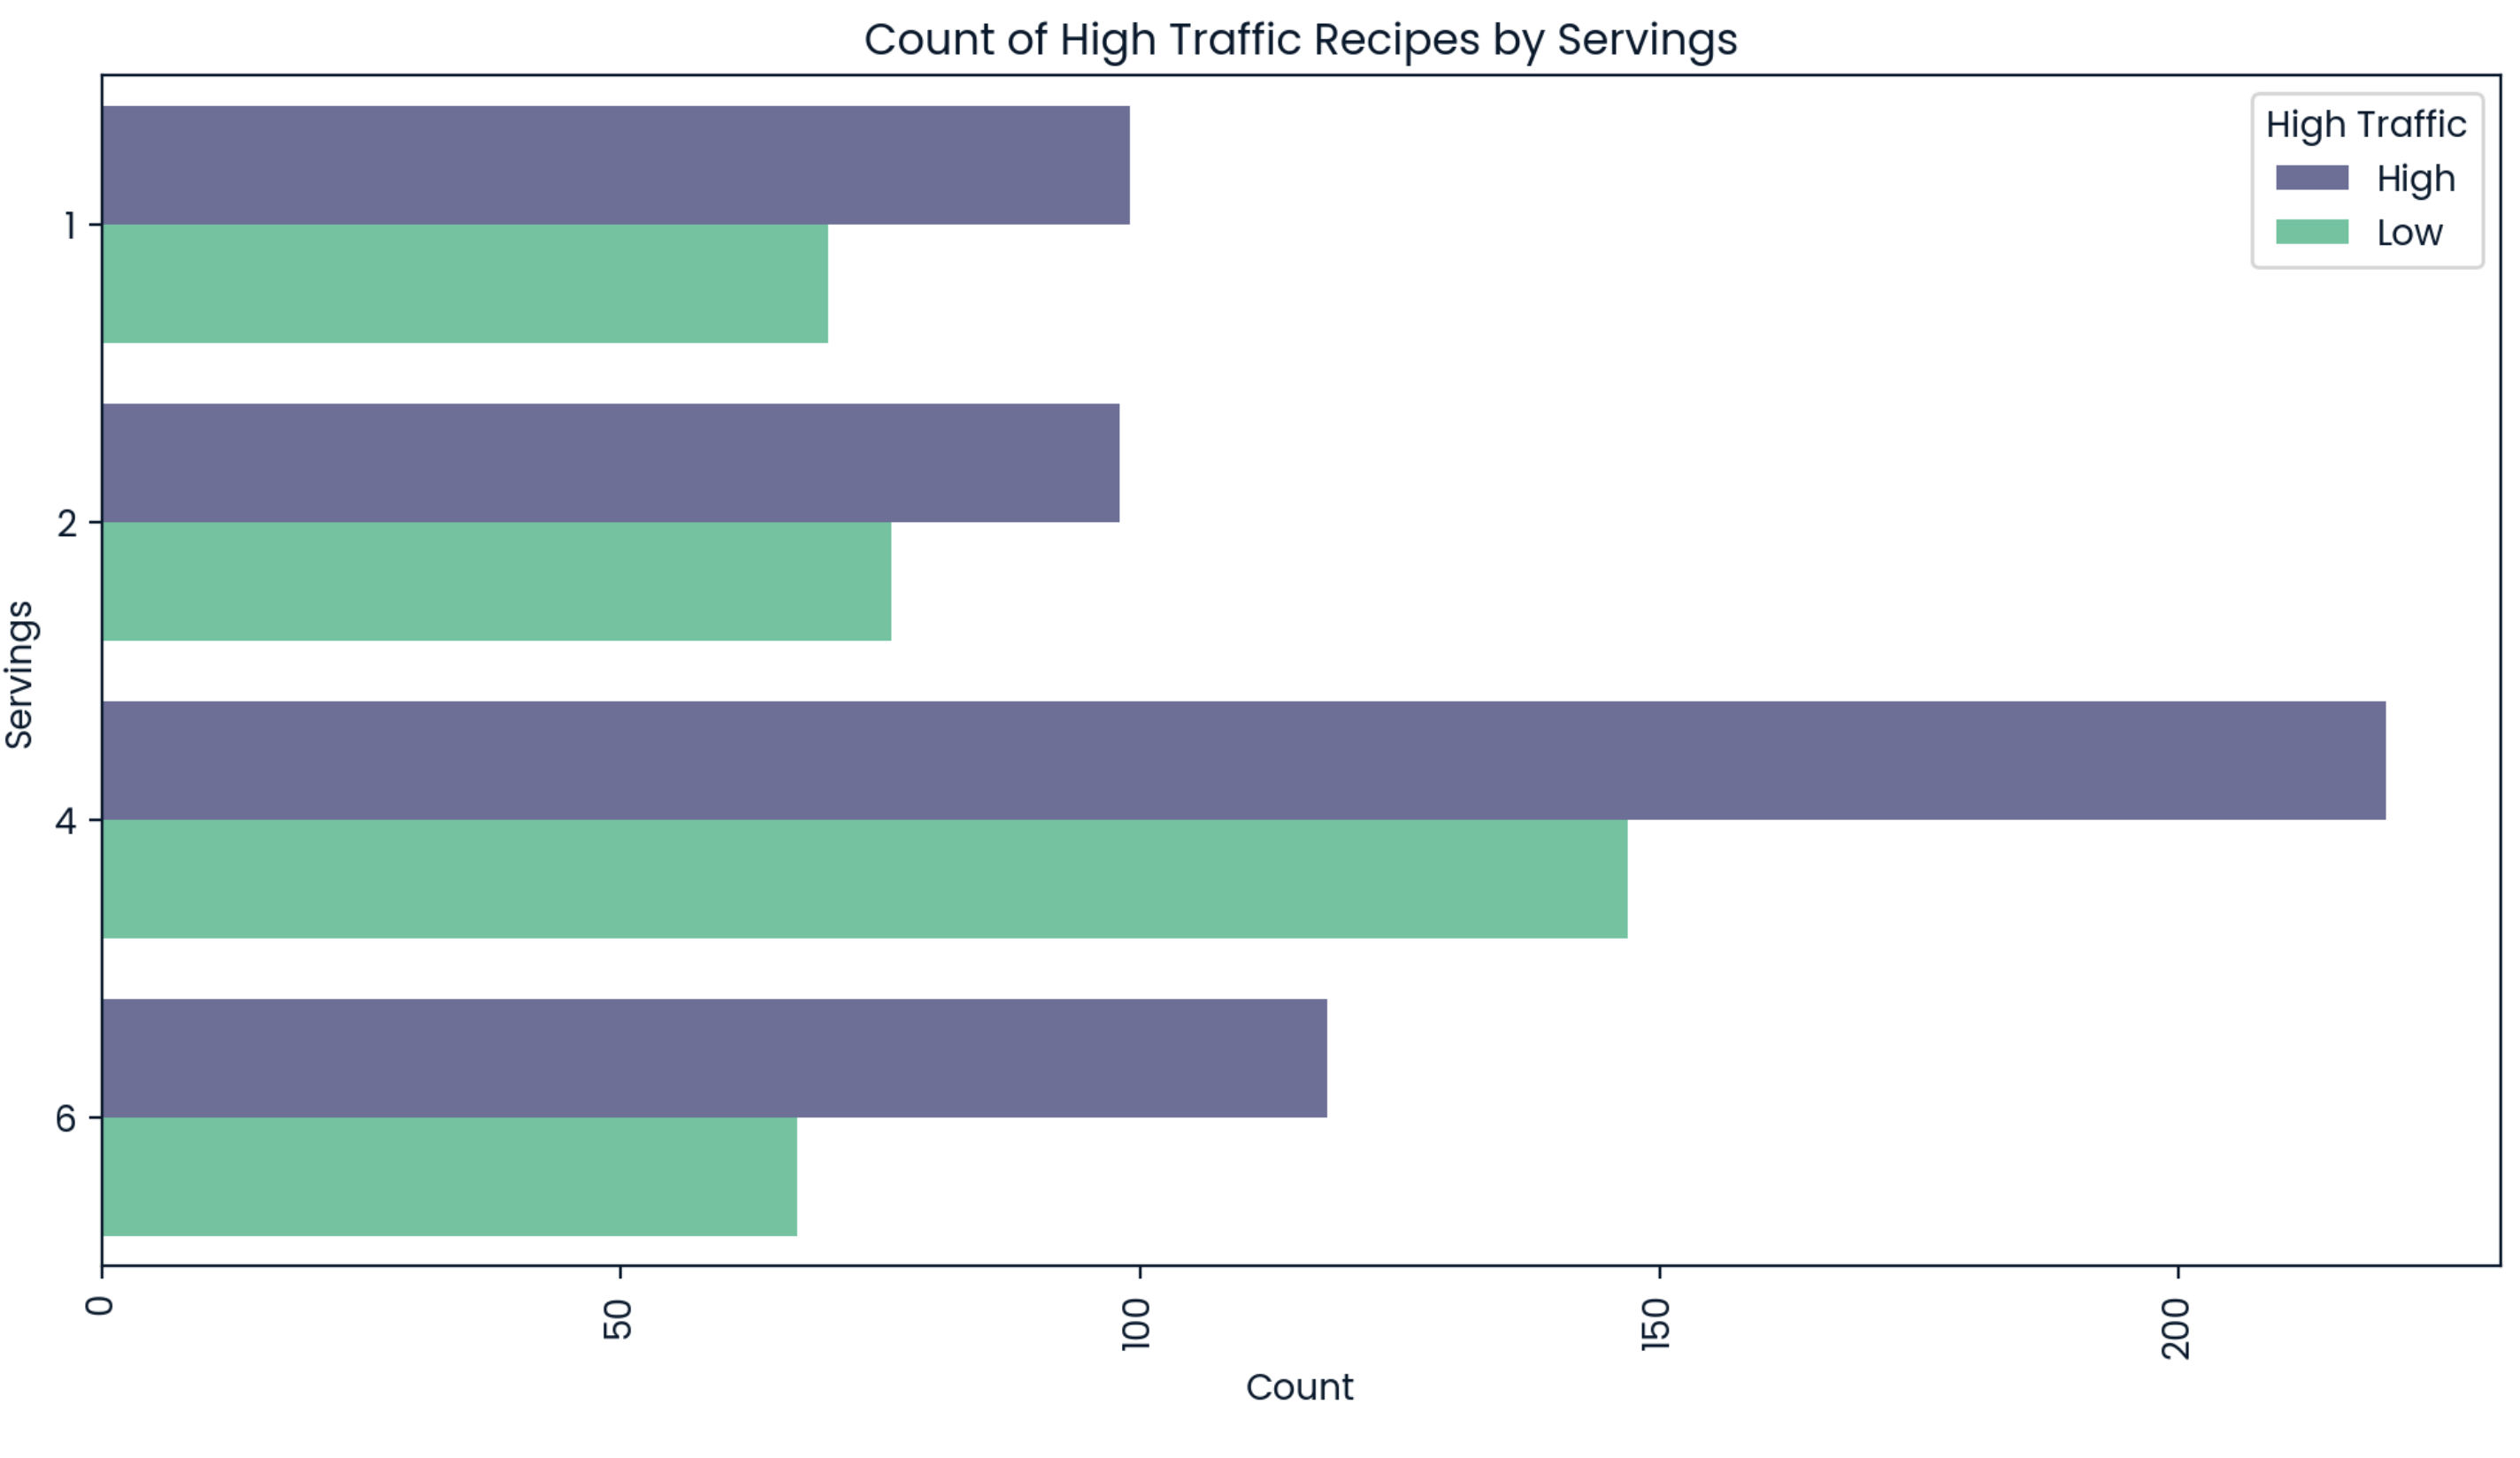 Count of High Traffic Recipes by Servings
High Traffic
High
Low
1
2
4
6
Servings
0
50
100
150
200
Count